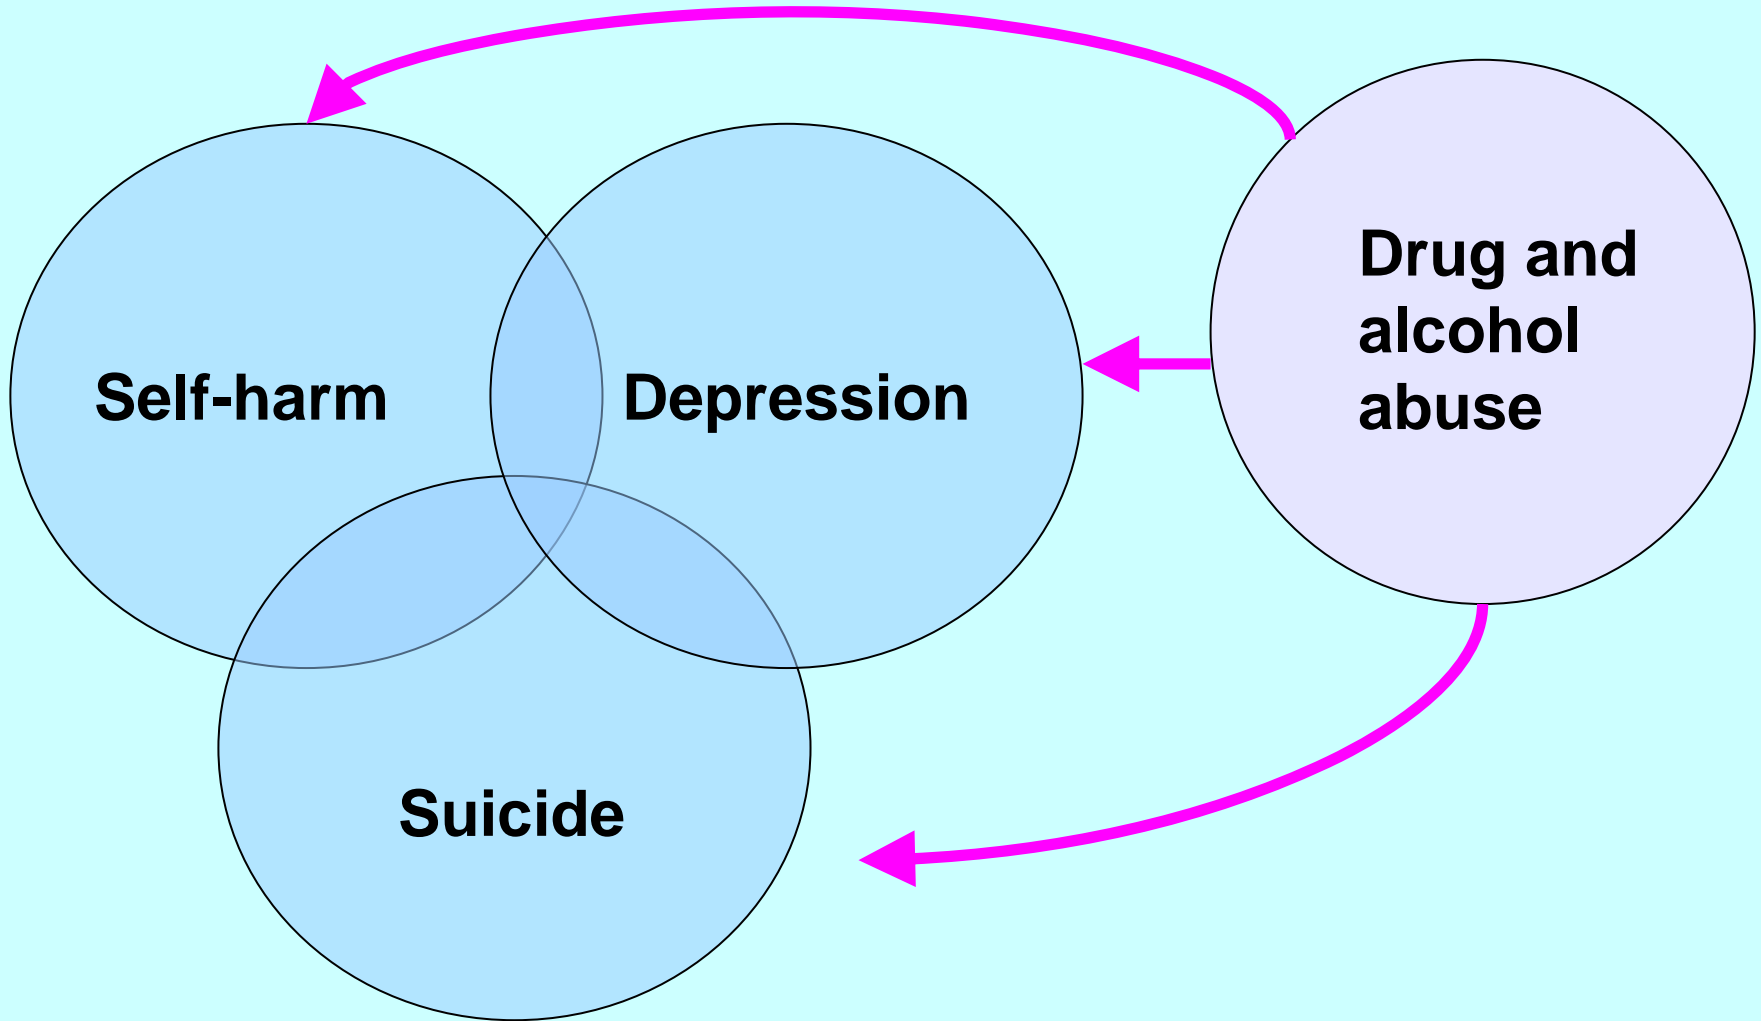 Self-harm
Depression
Drug and
alcohol
abuse
Suicide